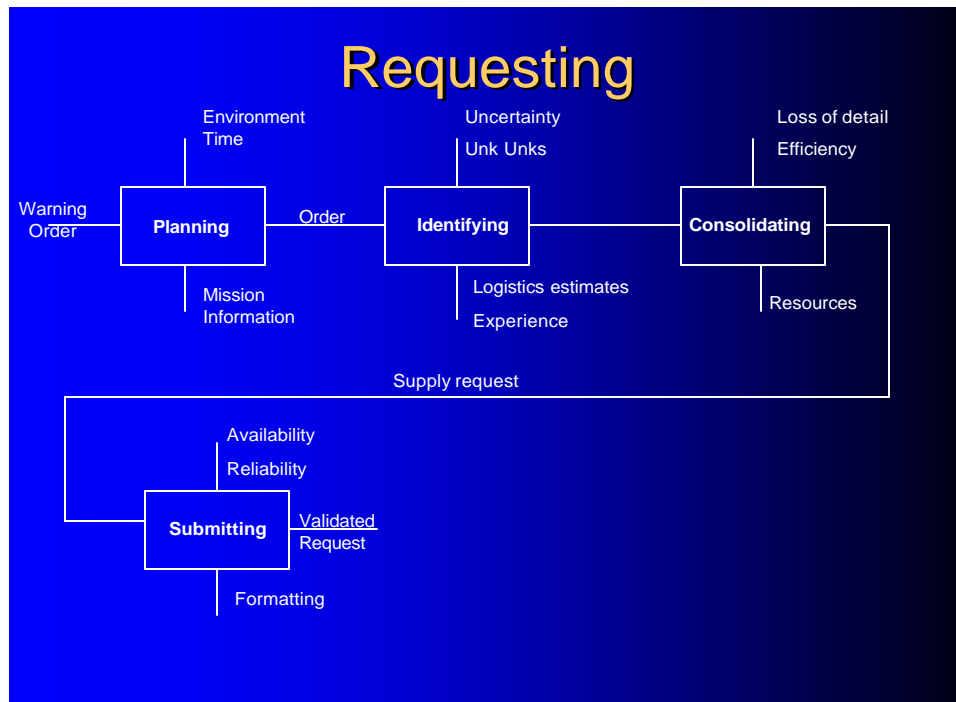 Requesting
Environment
Time
Uncertainty
Unk Unks
Loss of detail
Efficiency
Warning
Order
Planning
Order
Identifying
Consolidating
Mission
Information
Logistics estimates
Experience
Resources
Supply request
Availability
Reliability
Submitting
Validated
Request
Formatting